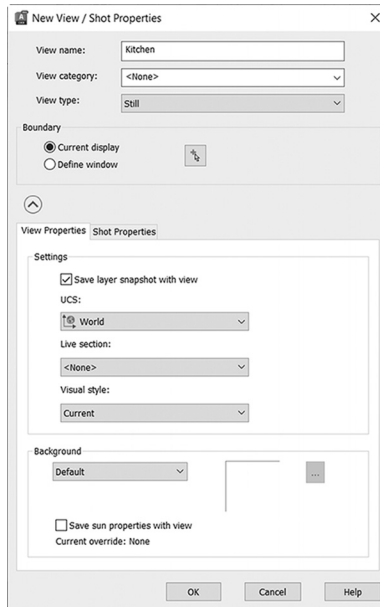 New View / Shot Properties
View name: Kitchen
View category: <None>
View type: Still
Boundary
Current display
Define window
View Properties Shot Properties
Settings
Save layer snapshot with view
UCS:
World
Live section:
<None>
Visual style:
Current
Background
Default
...
Save sun properties with view
Current override: None
OK Cancel Help